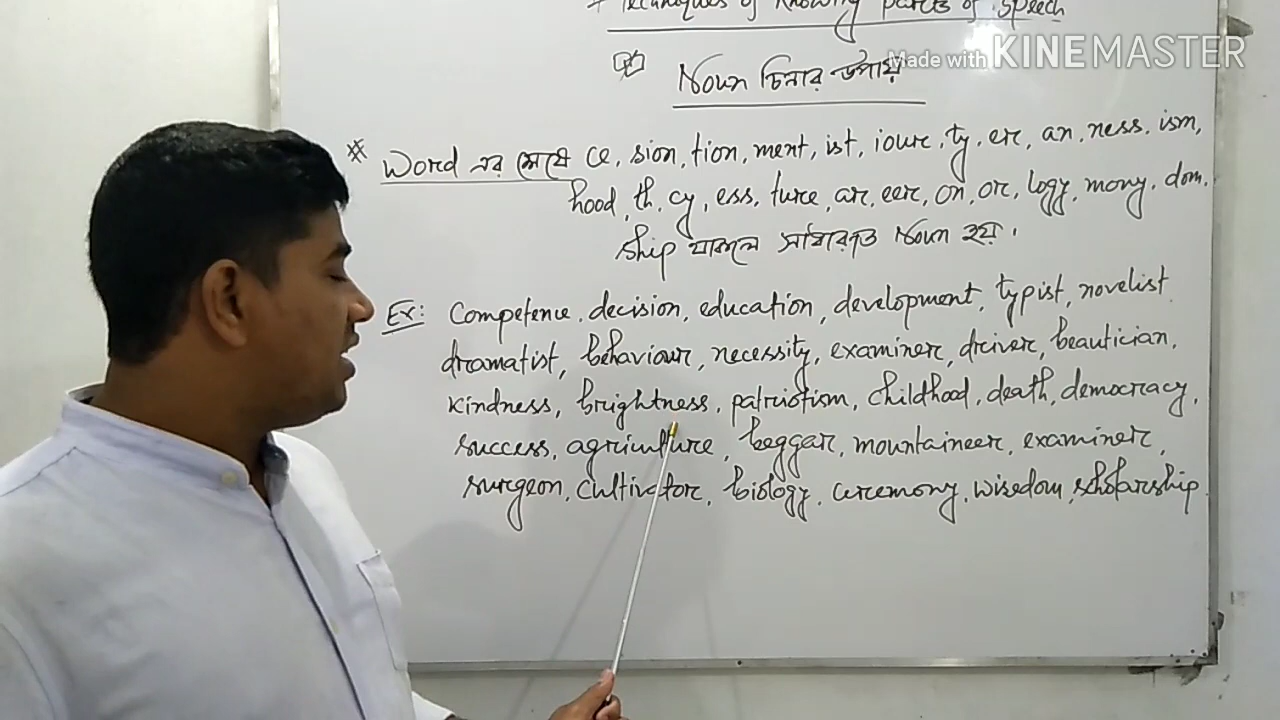 # Techniques of Knowing parts of speech
Made with KINEMASTER
Noun চিনার উপায়
* Word এর শেষে ce, sion, tion, ment, ist, iour, ty, er, an, ness, ism,
hood, th, cy, ess, ture, ar, eer, on, or, logy, mony, dom,
ship থাকলে সাধারণত Noun হয়.
Ex: Competence, decision, education, development, typist, novelist
dramatist, behaviour, necessity, examiner, driver, beautician,
kindness, brightness, patriotism, childhood, death, democracy,
success, agriculture, beggar, mountaineer, examiner,
surgeon, cultivator, biology, ceremony, wisedom, scholarship.